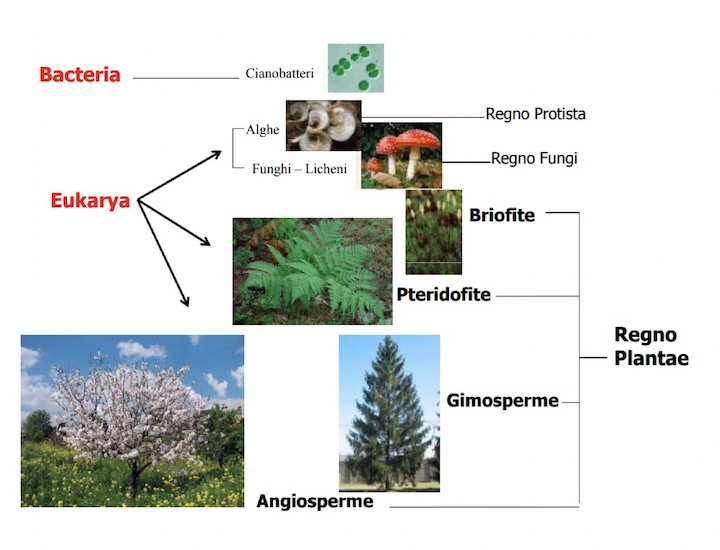 Bacteria
Cianobatteri
Regno Protista
Alghe
Regno Fungi
Funghi – Licheni
Eukarya
Briofite
Pteridofite
Regno
Plantae
Gimosperme
Angiosperme